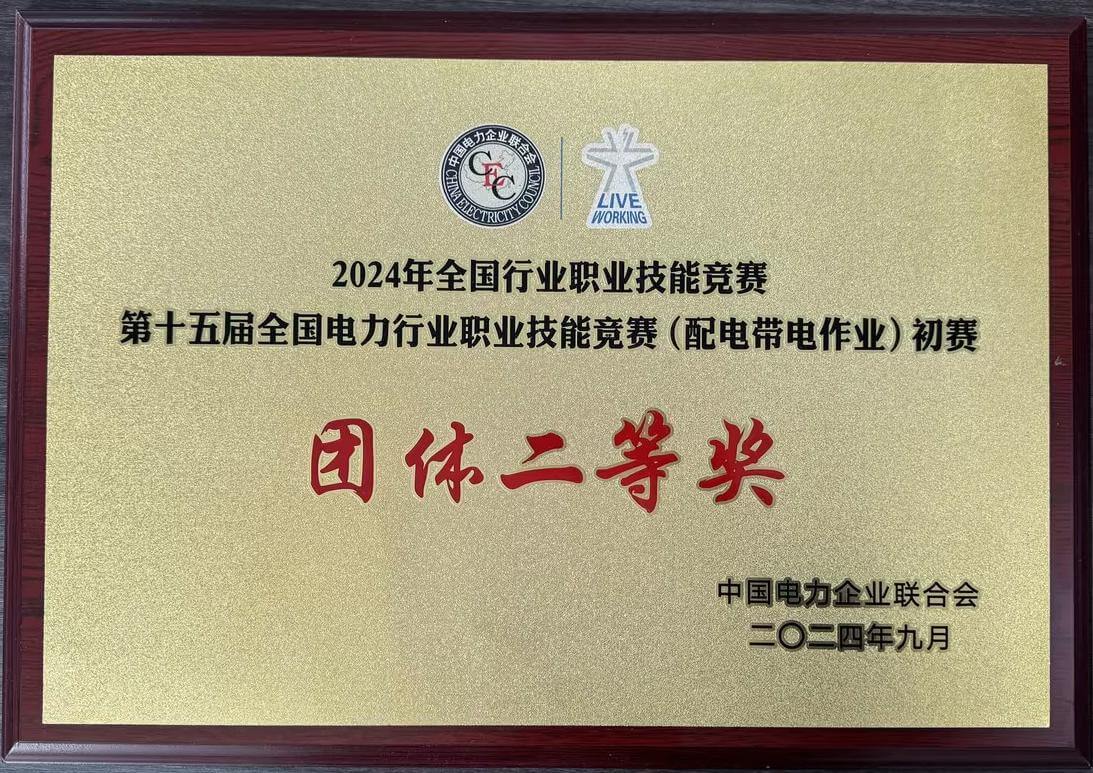 中国电力企业联合会
CEC
CHINA ELECTRICITY COUNCIL
LIVE
WORKING
2024年全国行业职业技能竞赛
第十五届全国电力行业职业技能竞赛（配电带电作业）初赛
团体二等奖
中国电力企业联合会
二〇二四年九月